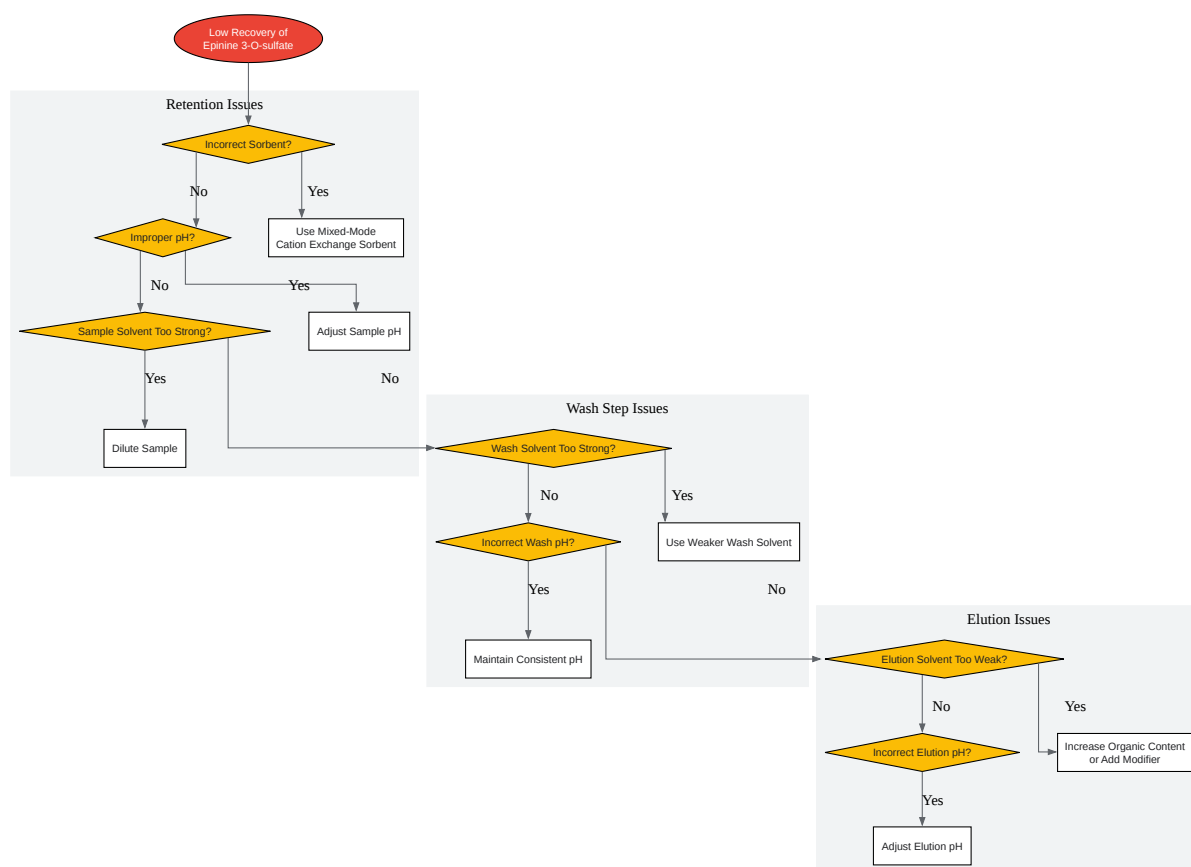 Low Recovery of
Epinine 3-O-sulfate
Retention Issues
Incorrect Sorbent?
No
Yes
Use Mixed-Mode
Cation Exchange Sorbent
Improper pH?
No
Yes
Sample Solvent Too Strong?
Adjust Sample pH
Yes
No
Dilute Sample
Wash Step Issues
Wash Solvent Too Strong?
No
Yes
Incorrect Wash pH?
Use Weaker Wash Solvent
Yes
No
Maintain Consistent pH
Elution Issues
Elution Solvent Too Weak?
No
Yes
Incorrect Elution pH?
Increase Organic Content
or Add Modifier
Yes
Adjust Elution pH